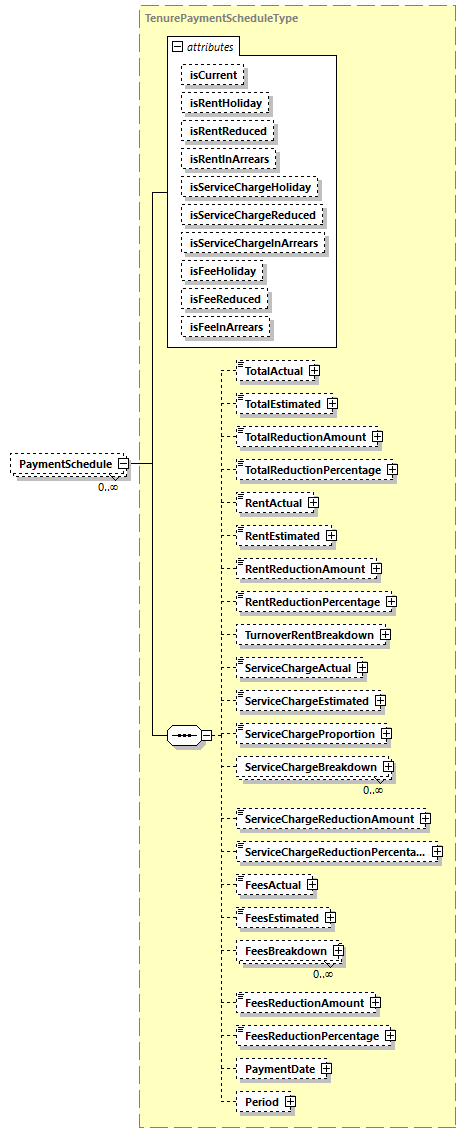 TenurePaymentScheduleType
attributes
isCurrent
isRentHoliday
isRentReduced
isRentInArrears
isServiceChargeHoliday
isServiceChargeReduced
isServiceChargeInArrears
isFeeHoliday
isFeeReduced
isFeeInArrears
PaymentSchedule
0..∞
TotalActual
TotalEstimated
TotalReductionAmount
TotalReductionPercentage
RentActual
RentEstimated
RentReductionAmount
RentReductionPercentage
TurnoverRentBreakdown
ServiceChargeActual
ServiceChargeEstimated
ServiceChargeProportion
ServiceChargeBreakdown
0..∞
ServiceChargeReductionAmount
ServiceChargeReductionPercenta...
FeesActual
FeesEstimated
FeesBreakdown
0..∞
FeesReductionAmount
FeesReductionPercentage
PaymentDate
Period